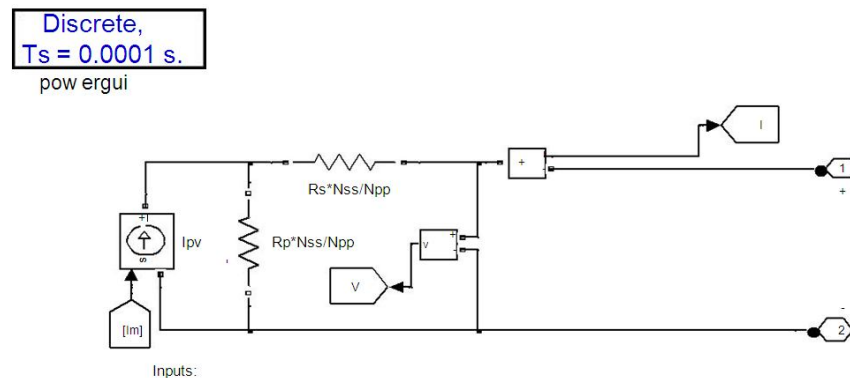 Discrete,
Ts = 0.0001 s.
pow ergui
I
+
1
Rs*Nss/Npp
+
+I
Ipv
Rp*Nss/Npp
v
+
-
s
V
[Im]
-
2
Inputs: